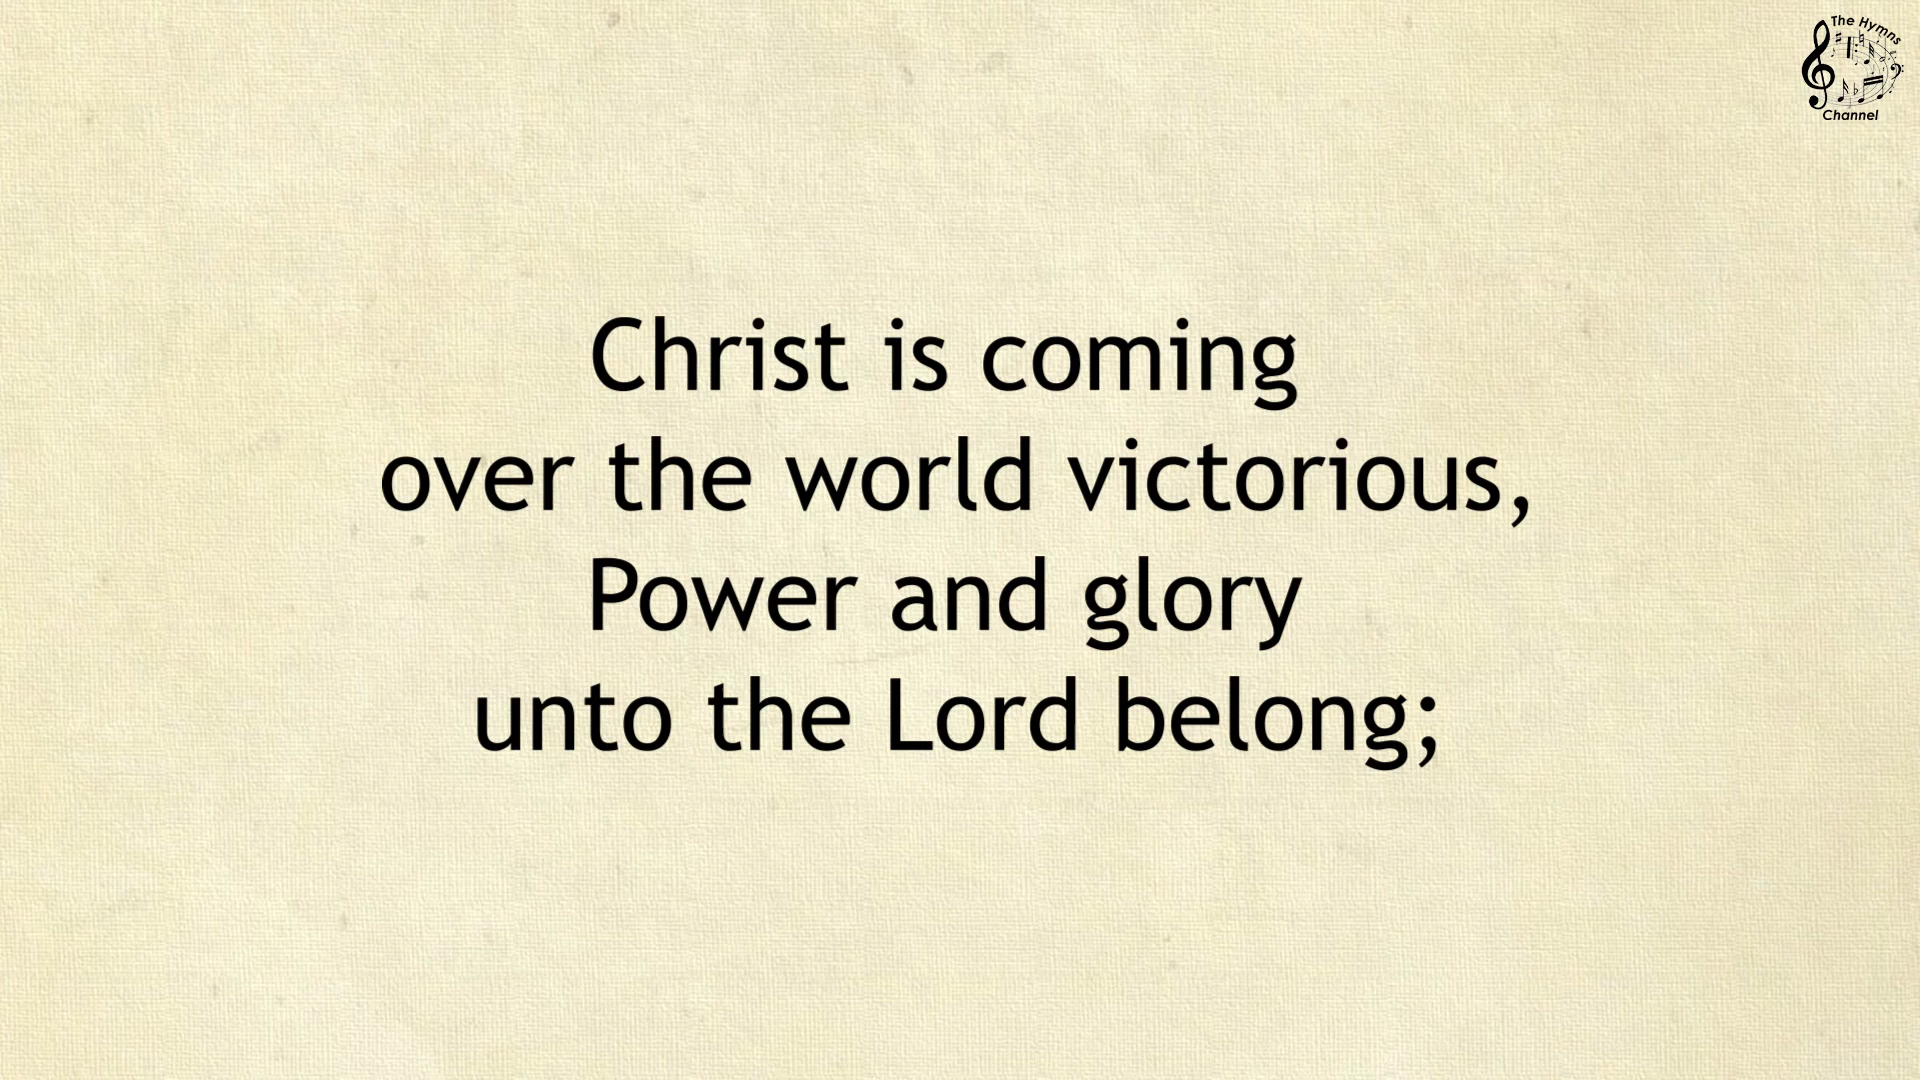 The Hymns
Channel
Christ is coming
over the world victorious,
Power and glory
unto the Lord belong;